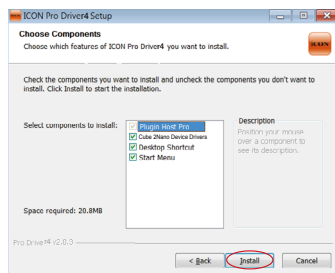 ICON Pro Driver4 Setup
Choose Components
Choose which features of ICON Pro Driver4 you want to install.
ICON
Check the components you want to install and uncheck the components you don't want to
install. Click Install to start the installation.
Select components to install:
Plugin Host Pro
Cube 2Nano Device Drivers
Desktop Shortcut
Start Menu
Description
Position your mouse
over a component to
see its description.
Space required: 20.8MB
Pro Drive r4 v2.0.3
< Back
Install
Cancel